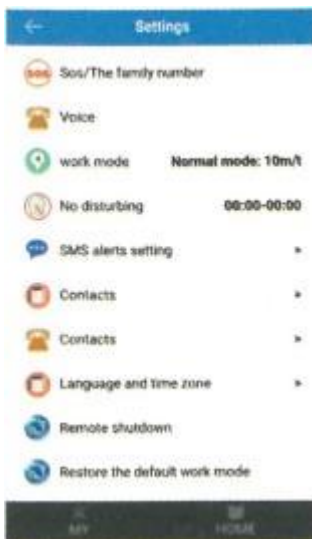 Settings
SOS Sos/The family number
Voice
work mode Normal mode: 10m/t
No disturbing 00:00-00:00
SMS alerts setting
Contacts
Contacts
Language and time zone
Remote shutdown
Restore the default work mode
MY HOME